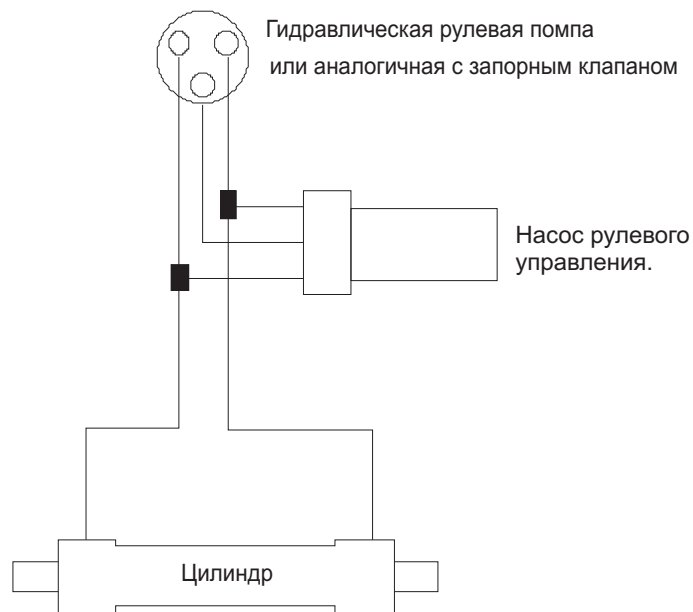 Гидравлическая рулевая помпа
или аналогичная с запорным клапаном
Насос рулевого
управления.
Цилиндр